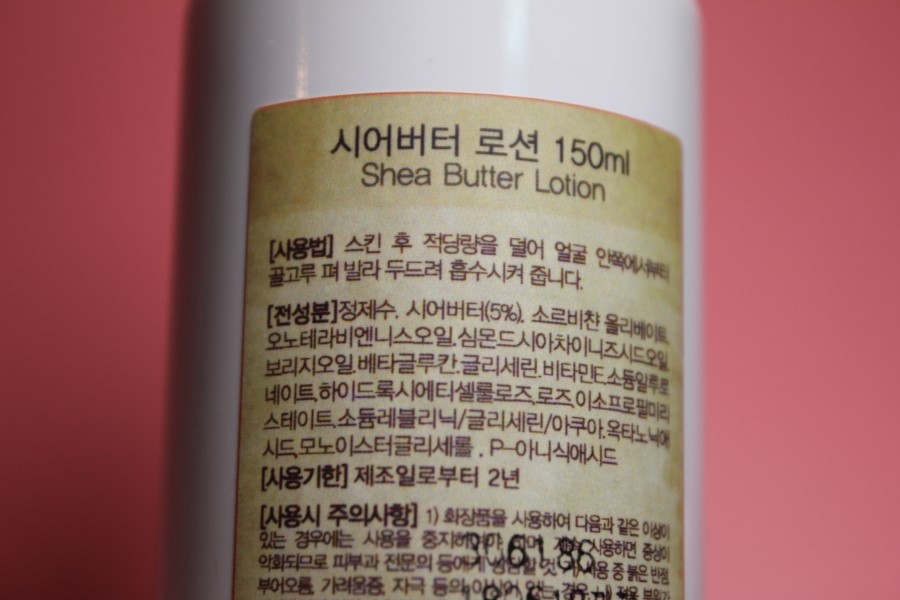 시어버터 로션 150ml
Shea Butter Lotion
[사용법] 스킨 후 적당량을 덜어 얼굴 안쪽에서부터
골고루 펴 발라 두드려 흡수시켜 줍니다.
[전성분]정제수. 시어버터(5%). 소르비찬 올리베이트.
오노테라비엔니스오일.심몬드시아차이니즈시드오일.
보리지오일.베타글루칸.글리세린.비타민E.소듐알루로
네이트.하이드록시에티셀룰로즈.로즈.이소프로필미리
스테이트.소듐레블리닉/글리세린/아쿠아.옥타노닉애
시드.모노이스터글리세롤. P-아니식애시드
[사용기한] 제조일로부터 2년
[사용시 주의사항] 1) 화장품을 사용하여 다음과 같은 이상이
있는 경우에는 사용을 중지하여야 하며 계속 사용하면 증상이
악화되므로 피부과 전문의 등에게 상담할 것 사용 중 붉은 반점
부어오름, 가려움증, 자극 등의 이상이 있는 경우